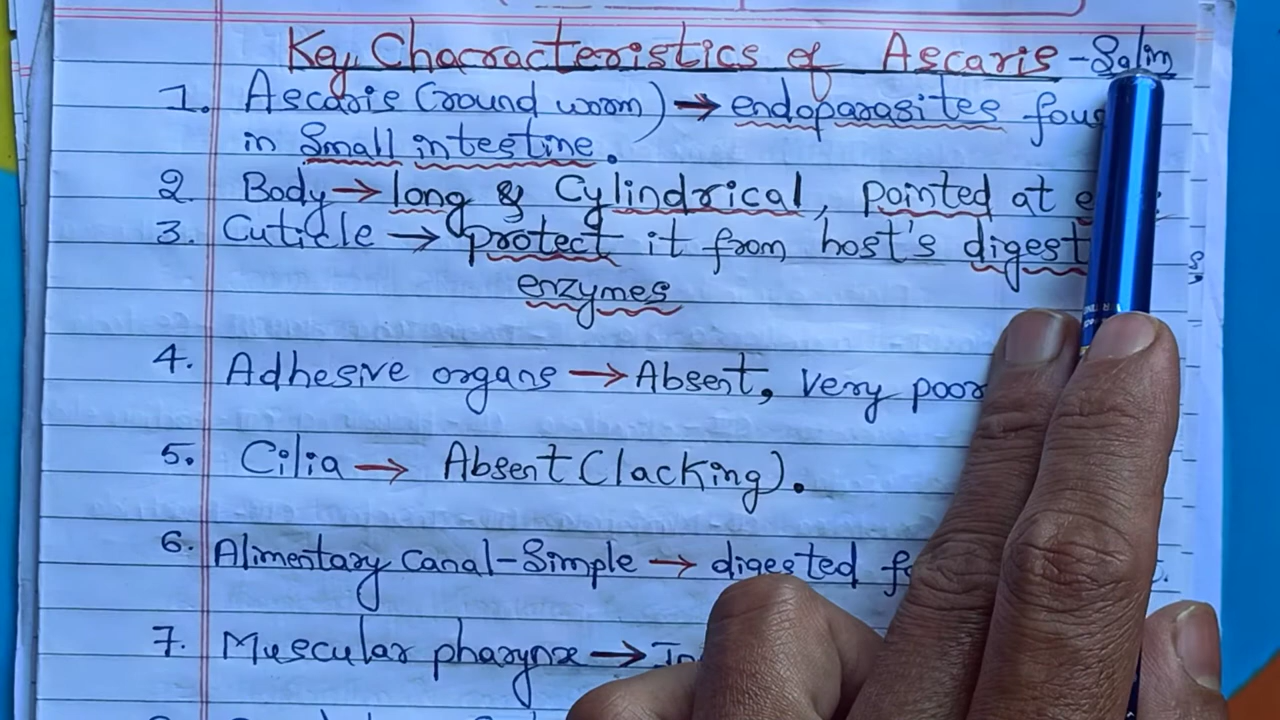 Key Characteristics of Ascaris - Salim
1. Ascaris (round worm) → endoparasites
in Small intestine.
2 Body → long & Cylindrical, Pointed at
3. Cuticle → protect it from host's
enzymes
4. Adhesive organs → Absent, Very poor
5. Cilia → Absent (lacking).
6. Alimentary Canal - Simple → digested
7. Muscular pharynx →